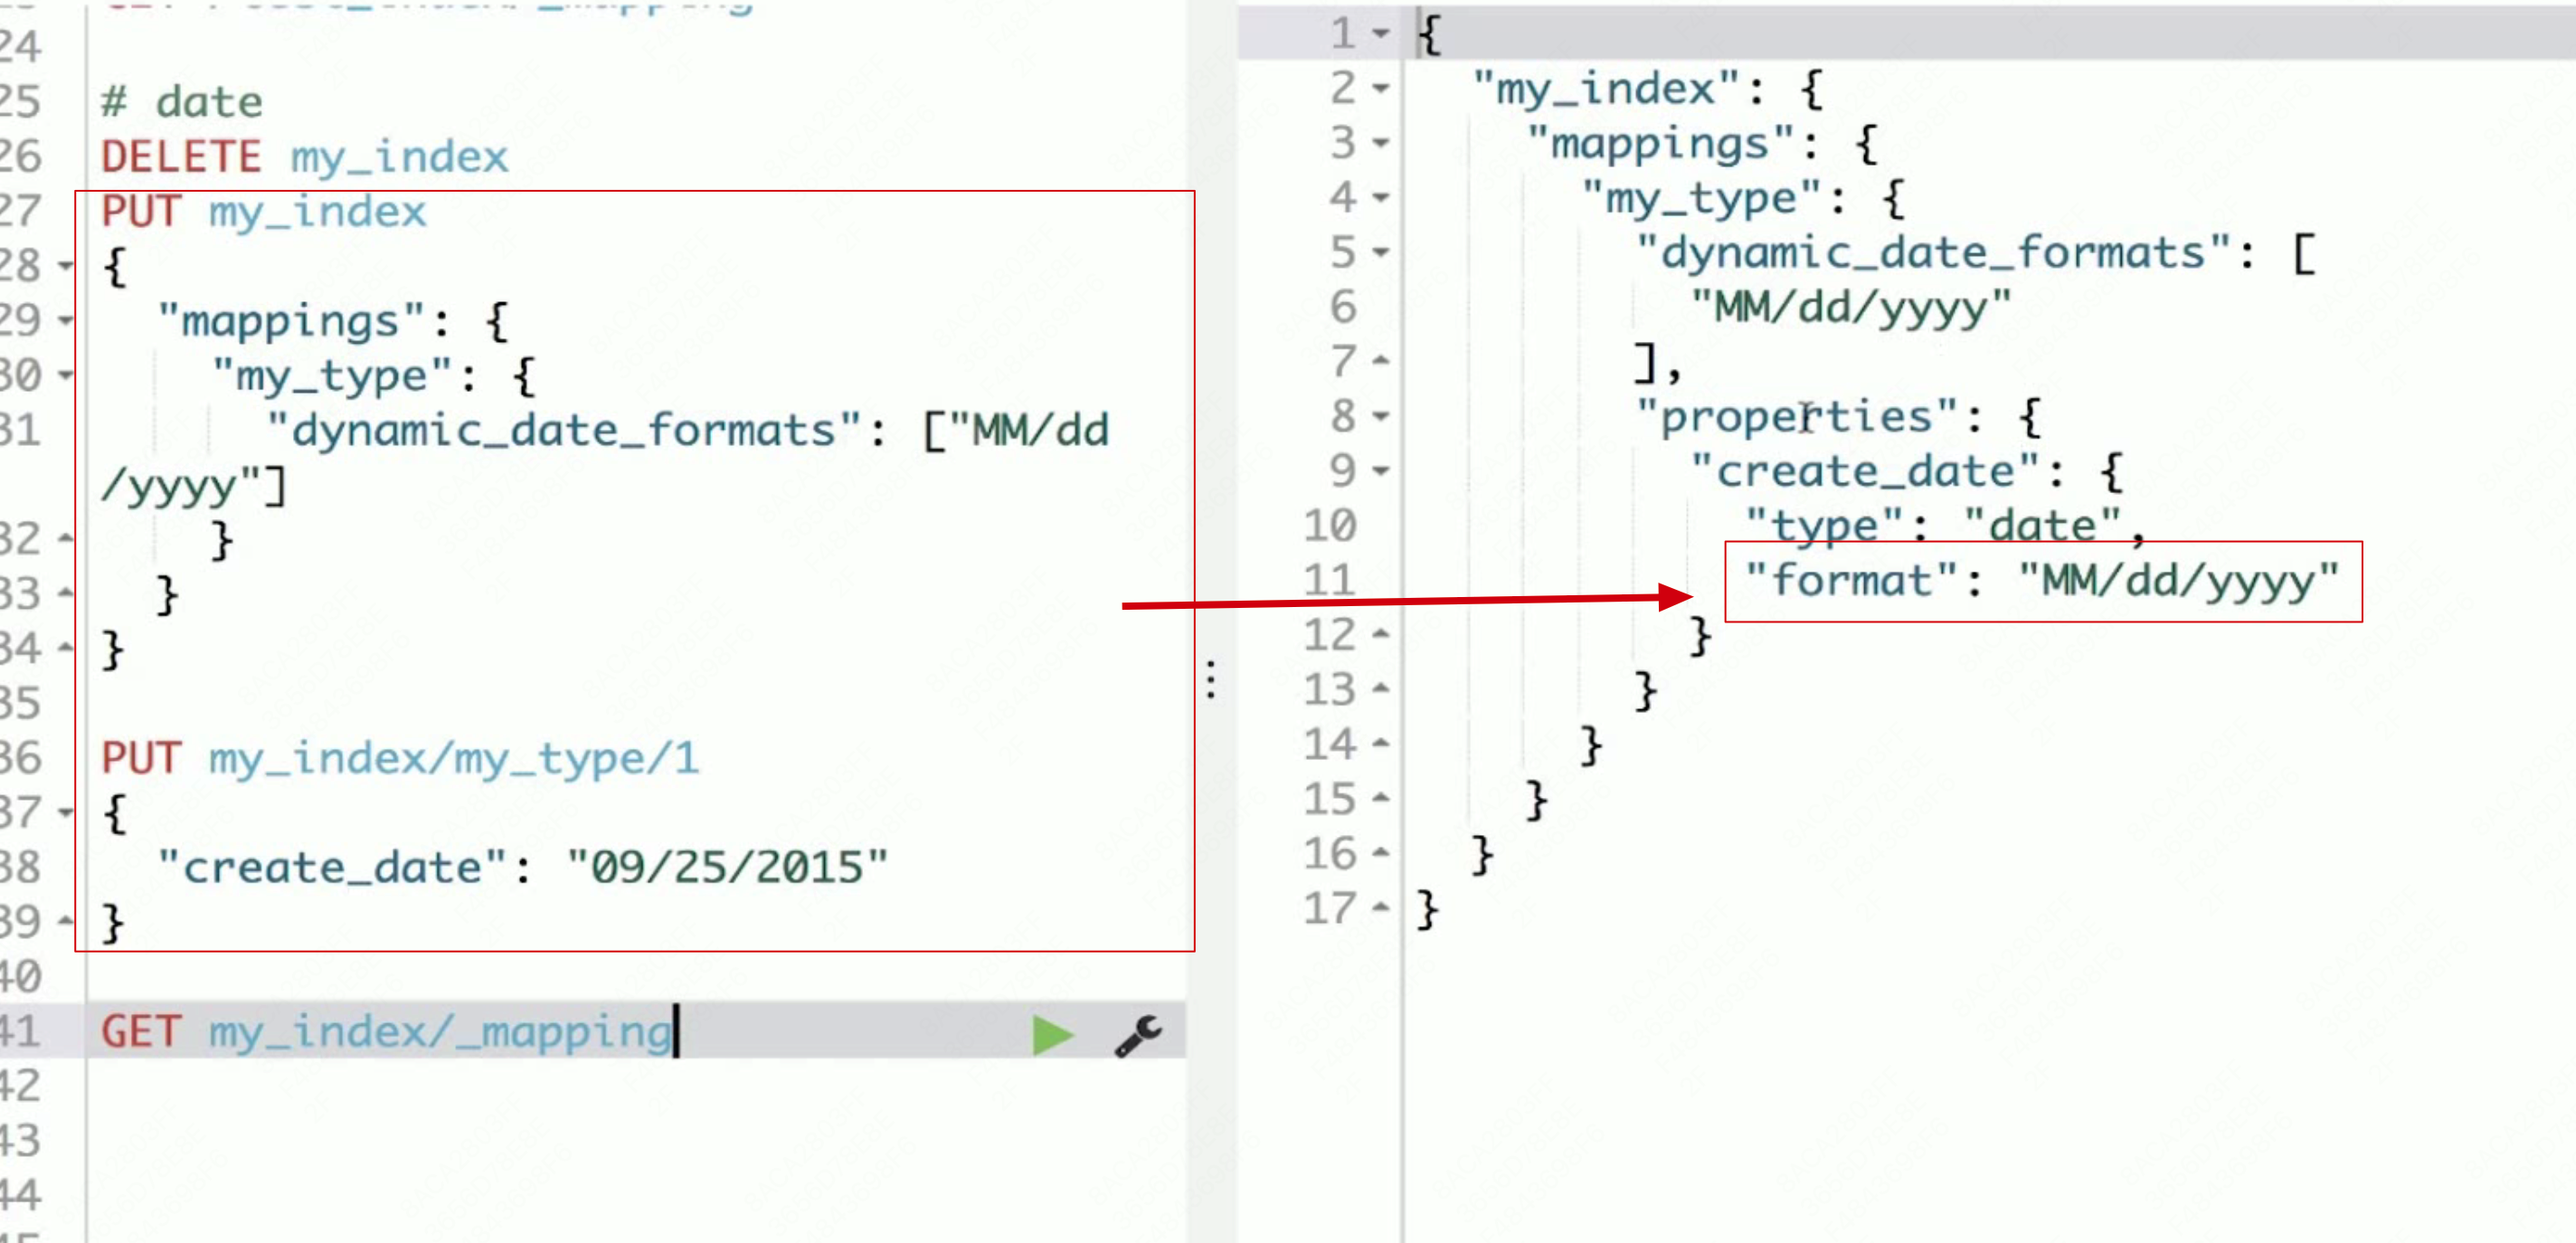 24
25 # date
26 DELETE my_index
27 PUT my_index
28 {
29 "mappings": {
30 "my_type": {
31 "dynamic_date_formats": ["MM/dd
/yyyy"]
32 }
33 }
34 }
35
36 PUT my_index/my_type/1
37 {
38 "create_date": "09/25/2015"
39 }
40
41 GET my_index/_mapping
42
43
44
1 {
2 "my_index": {
3 "mappings": {
4 "my_type": {
5 "dynamic_date_formats": [
6 "MM/dd/yyyy"
7 ],
8 "properties": {
9 "create_date": {
10 "type": "date",
11 "format": "MM/dd/yyyy"
12 }
13 }
14 }
15 }
16 }
17 }